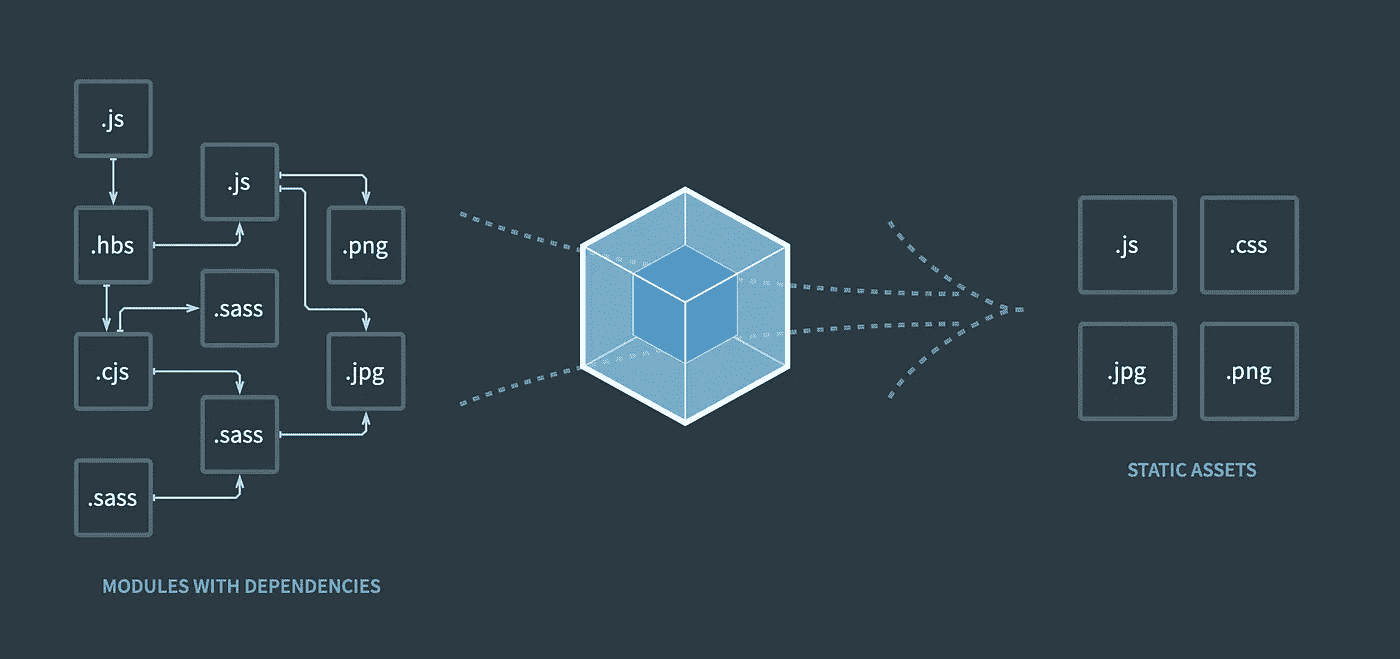 .js
.js
.hbs
.png
.sass
.cjs
.jpg
.sass
.sass
MODULES WITH DEPENDENCIES
.js
.css
.jpg
.png
STATIC ASSETS